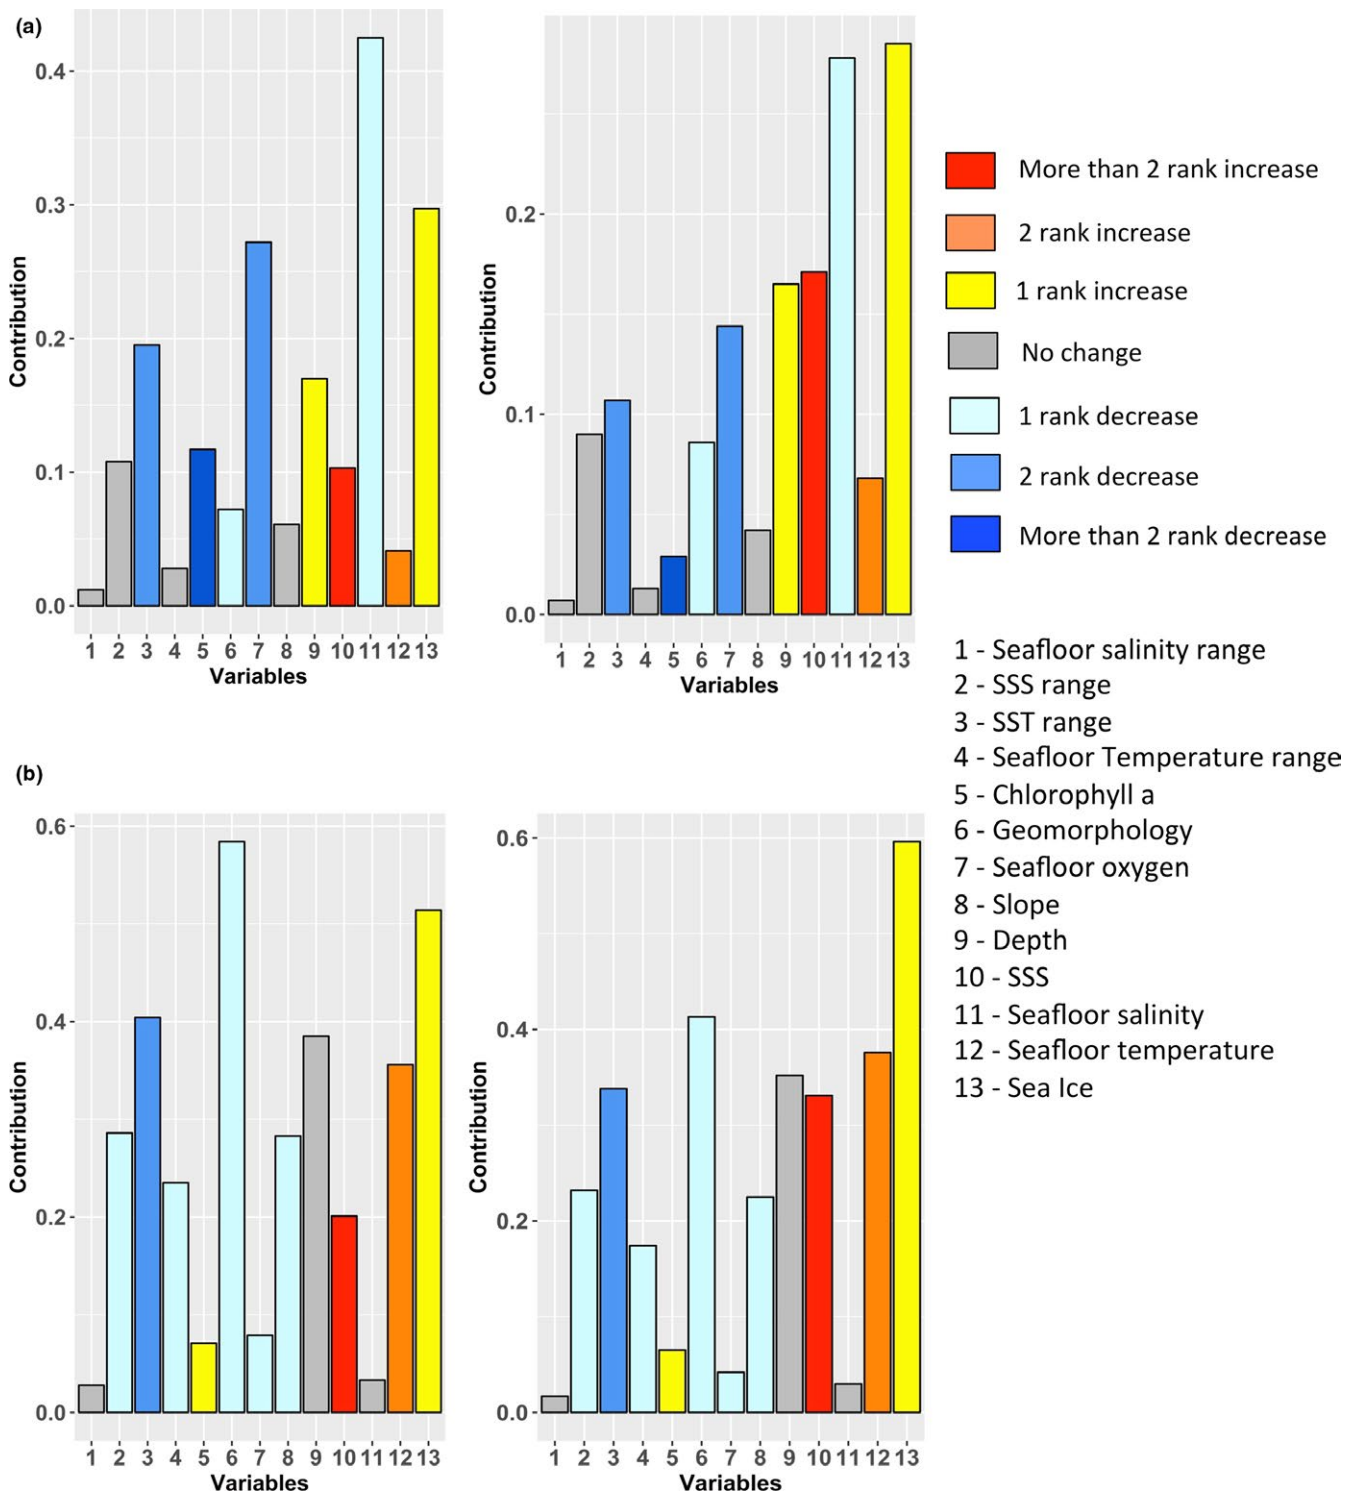 (a)
Contribution
0.4
0.3
0.2
0.1
0.0
1 2 3 4 5 6 7 8 9 10 11 12 13
Variables
Contribution
0.2
0.1
0.0
1 2 3 4 5 6 7 8 9 10 11 12 13
Variables
More than 2 rank increase
2 rank increase
1 rank increase
No change
1 rank decrease
2 rank decrease
More than 2 rank decrease
1 - Seafloor salinity range
2 - SSS range
3 - SST range
4 - Seafloor Temperature range
5 - Chlorophyll a
6 - Geomorphology
7 - Seafloor oxygen
8 - Slope
9 - Depth
10 - SSS
11 - Seafloor salinity
12 - Seafloor temperature
13 - Sea Ice
(b)
Contribution
0.6
0.4
0.2
0.0
1 2 3 4 5 6 7 8 9 10 11 12 13
Variables
Contribution
0.6
0.4
0.2
0.0
1 2 3 4 5 6 7 8 9 10 11 12 13
Variables